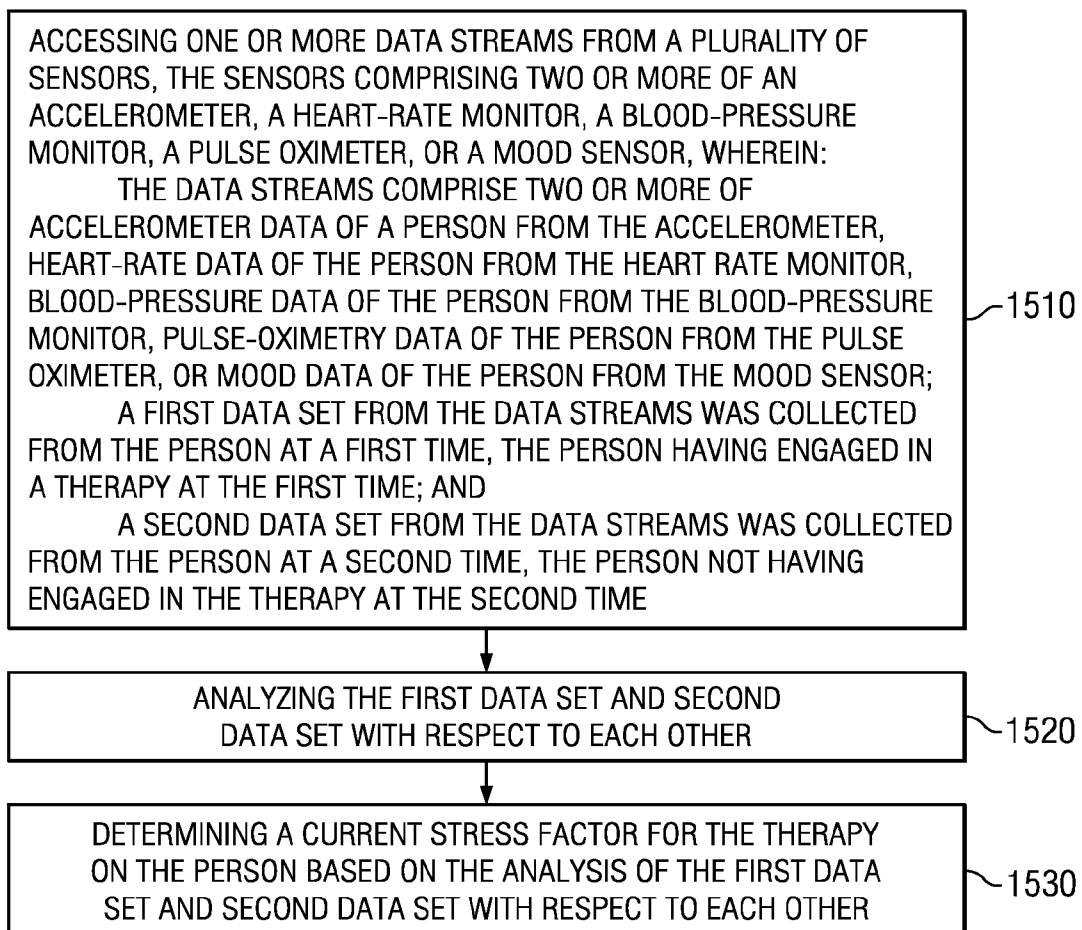 ACCESSING ONE OR MORE DATA STREAMS FROM A PLURALITY OF
SENSORS, THE SENSORS COMPRISING TWO OR MORE OF AN
ACCELEROMETER, A HEART-RATE MONITOR, A BLOOD-PRESSURE
MONITOR, A PULSE OXIMETER, OR A MOOD SENSOR, WHEREIN:
THE DATA STREAMS COMPRISE TWO OR MORE OF
ACCELEROMETER DATA OF A PERSON FROM THE ACCELEROMETER,
HEART-RATE DATA OF THE PERSON FROM THE HEART RATE MONITOR,
BLOOD-PRESSURE DATA OF THE PERSON FROM THE BLOOD-PRESSURE
MONITOR, PULSE-OXIMETRY DATA OF THE PERSON FROM THE PULSE
OXIMETER, OR MOOD DATA OF THE PERSON FROM THE MOOD SENSOR;
A FIRST DATA SET FROM THE DATA STREAMS WAS COLLECTED
FROM THE PERSON AT A FIRST TIME, THE PERSON HAVING ENGAGED IN
A THERAPY AT THE FIRST TIME; AND
A SECOND DATA SET FROM THE DATA STREAMS WAS COLLECTED
FROM THE PERSON AT A SECOND TIME, THE PERSON NOT HAVING
ENGAGED IN THE THERAPY AT THE SECOND TIME
1510
ANALYZING THE FIRST DATA SET AND SECOND
DATA SET WITH RESPECT TO EACH OTHER
1520
DETERMINING A CURRENT STRESS FACTOR FOR THE THERAPY
ON THE PERSON BASED ON THE ANALYSIS OF THE FIRST DATA
SET AND SECOND DATA SET WITH RESPECT TO EACH OTHER
1530